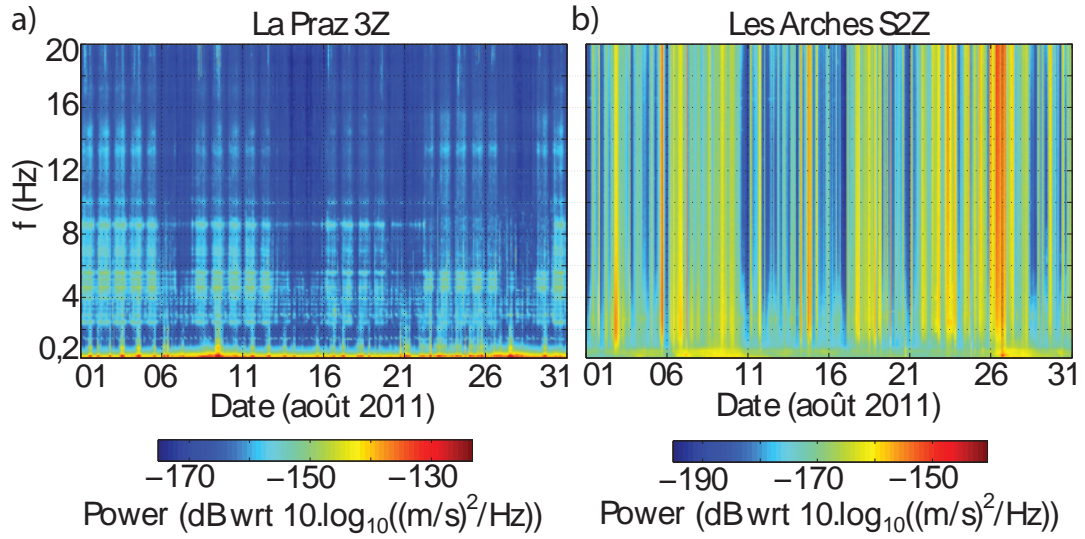 a) La Praz 3Z
20
16
12
8
4
0,2
f (Hz)
01 06 11 16 21 26 31
Date (août 2011)
−170 −150 −130
Power (dB wrt 10.log10((m/s)2/Hz))
b) Les Arches S2Z
01 06 11 16 21 26 31
Date (août 2011)
−190 −170 −150
Power (dB wrt 10.log10((m/s)2/Hz))